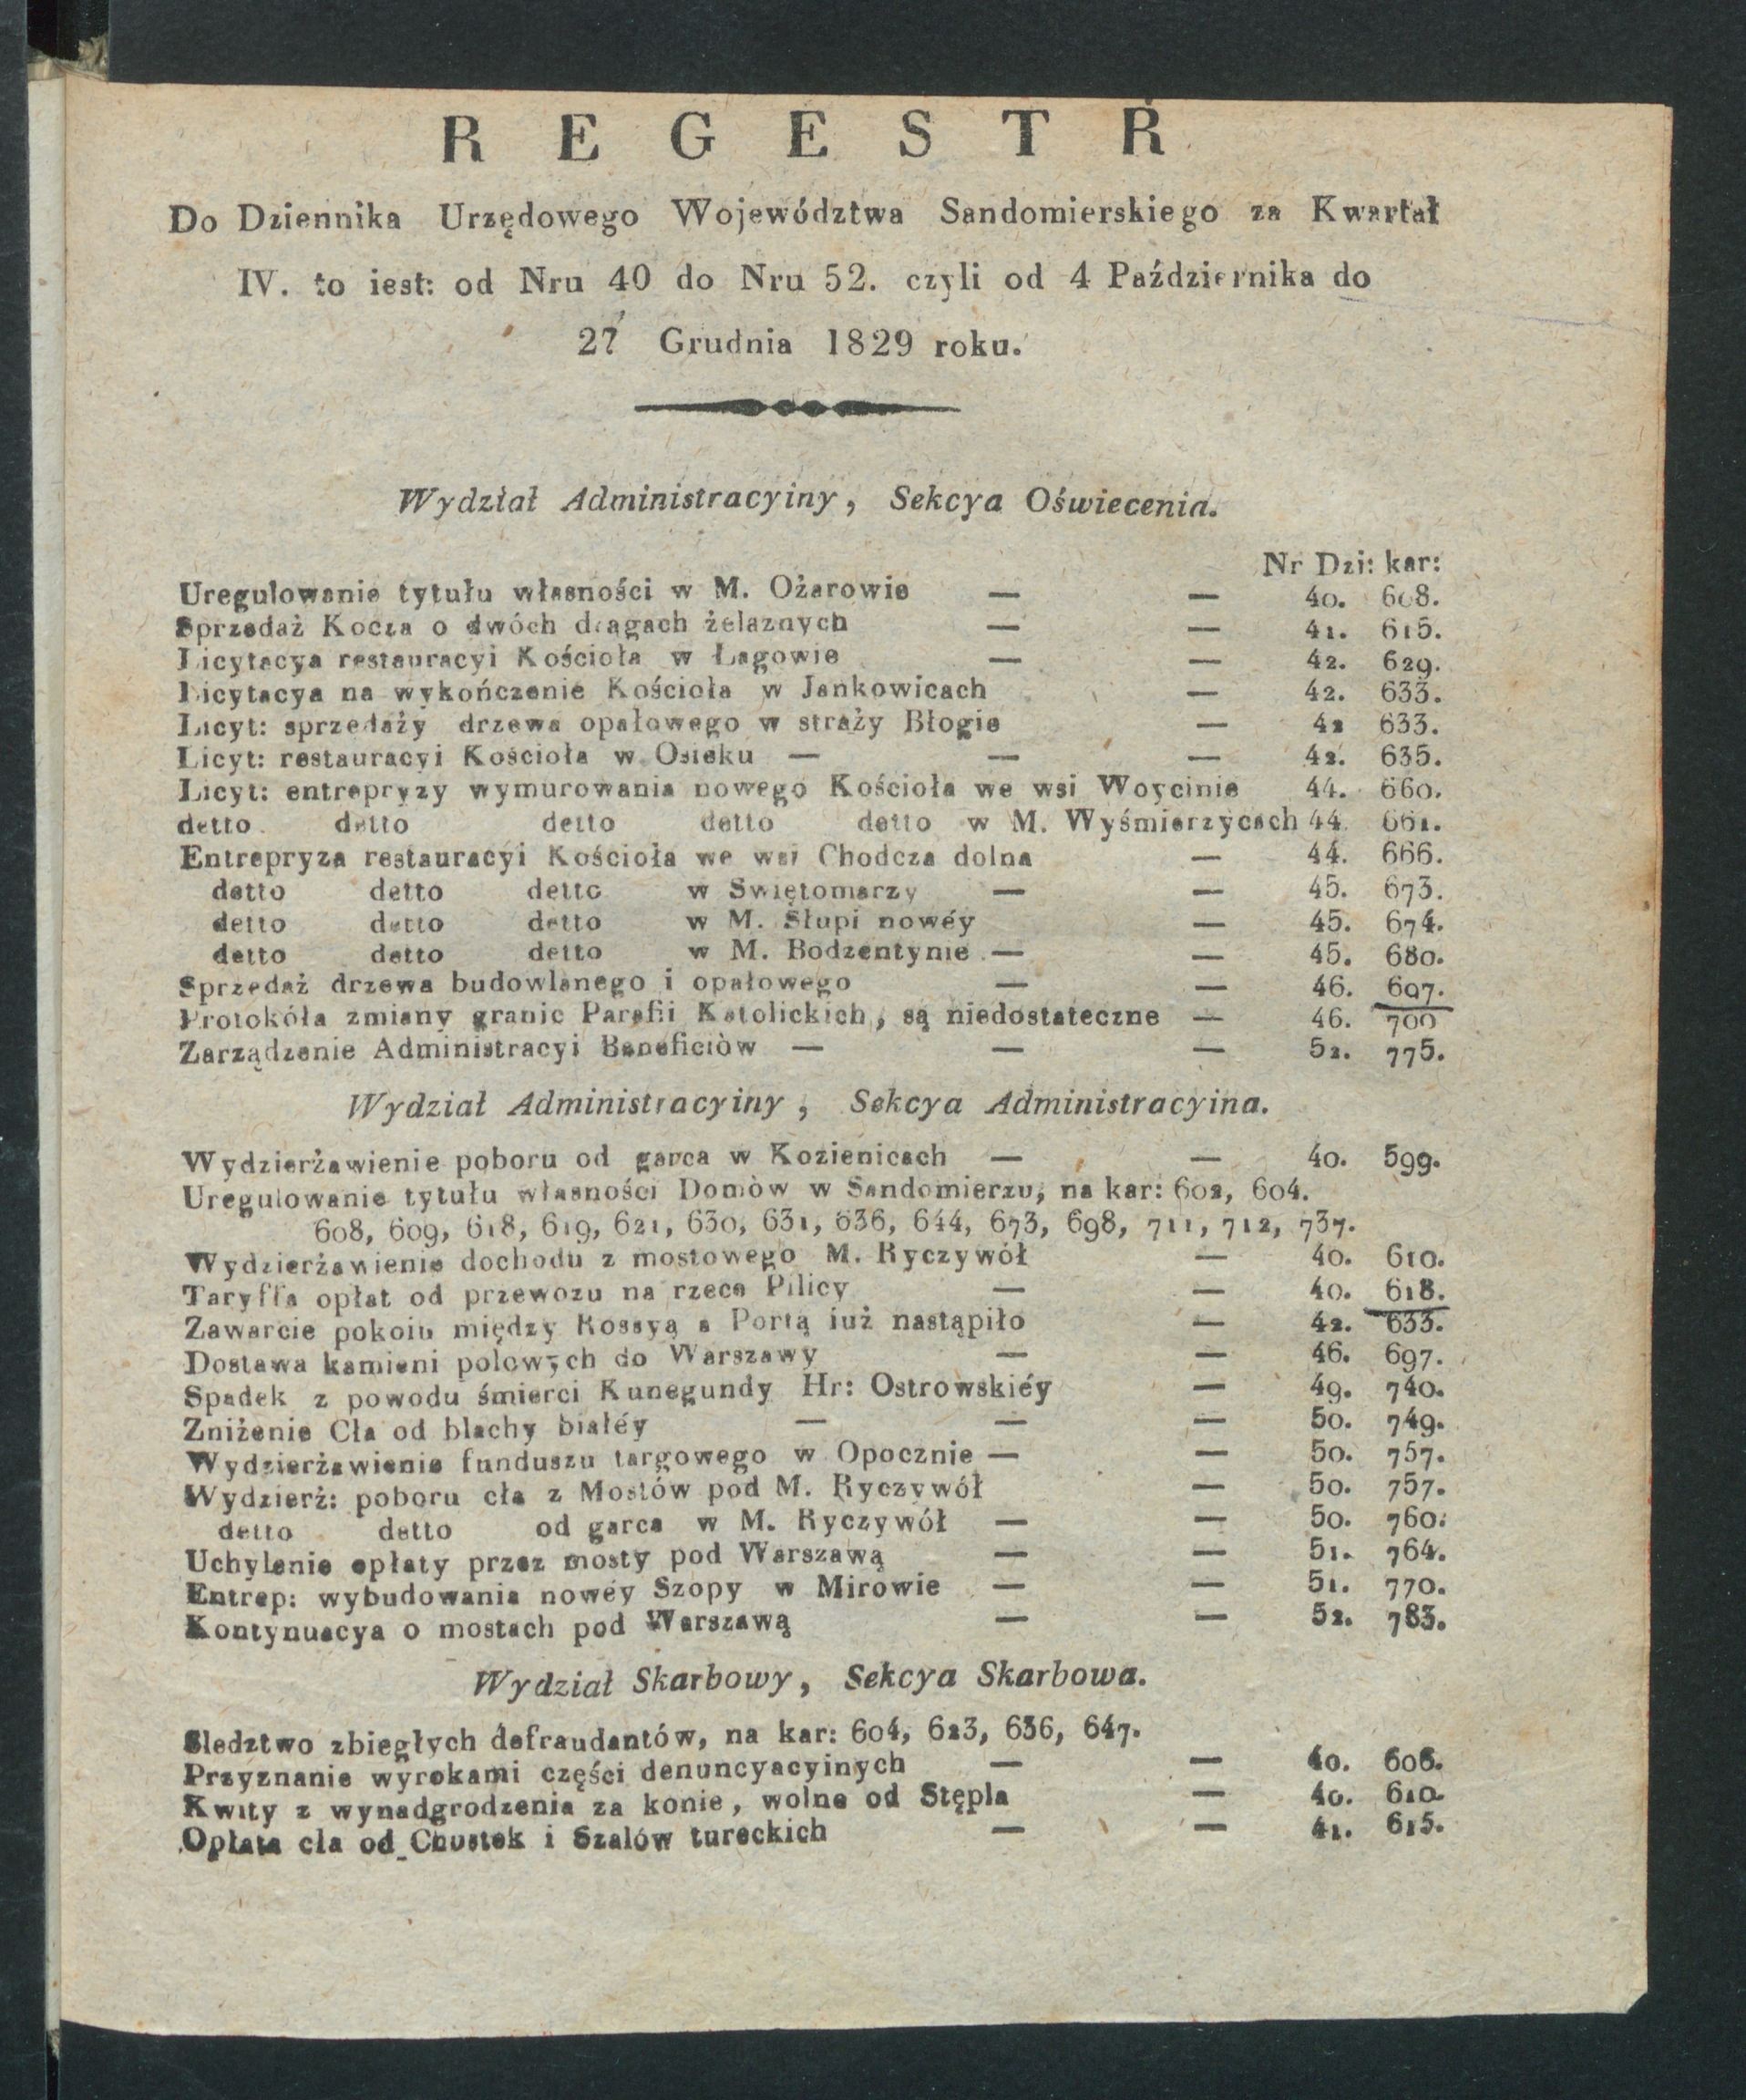 REGESTR
Do Dziennika Urzędowego Województwa Sandomierskiego za Kwartał
IV. to iest: od Nru 40 do Nru 52. czyli od 4 Października do
27 Grudnia 1829 roku.
Wydział Administracyiny, Sekcya Oświecenia.
Nr Dzi: kar:
Uregulowanie tytułu własności w M. Ożarowie — — 40. 608.
Sprzedaż Kocza o dwóch drągach żelaznych — — 41. 615.
Licytacya restauracyi Kościoła w Łagowie — — 42. 629.
Licytacya na wykończenie Kościoła w Jankowicach — 42. 633.
Licyt: sprzedaży drzewa opałowego w straży Błogie — 42 633.
Licyt: restauracyi Kościoła w Osieku — — — 42. 635.
Licyt: entrepryzy wymurowania nowego Kościoła we wsi Woycinie 44. 660.
detto detto detto detto detto w M. Wyśmierzycach 44. 661.
Entrepryza restauracyi Kościoła we wsi Chodcza dolna — 44. 666.
detto detto detto w Swiętomarzy — — 45. 673.
detto detto detto w M. Słupi nowéy — 45. 674.
detto detto detto w M. Bodzentynie — — 45. 680.
Sprzedaż drzewa budowlanego i opałowego — — 46. 697.
Protokóła zmiany granic Parafii Katolickich, są niedostateczne — 46. 700
Zarządzenie Administracyi Beneficiòw — — — 52. 775.
Wydział Administracyiny, Sekcya Administracyina.
Wydzierżawienie poboru od garca w Kozienicach — — 40. 599.
Uregulowanie tytułu własności Domòw w Sandomierzu, na kar: 602, 604.
608, 609, 618, 619, 621, 630, 631, 636, 644, 673, 698, 711, 712, 737.
Wydzierżawienie dochodu z mostowego M. Ryczywół — 40. 610.
Taryffa opłat od przewozu na rzece Pilicy — — 40. 618.
Zawarcie pokoiu między Rossyą a Portą iuż nastąpiło — 42. 633.
Dostawa kamieni polowych do Warszawy — — 46. 697.
Spadek z powodu śmierci Kunegundy Hr: Ostrowskiéy — 49. 740.
Zniżenie Cła od blachy białéy — — — 50. 749.
Wydzierżawienie funduszu targowego w Opocznie — — 50. 757.
Wydzierż: poboru cła z Mostów pod M. Ryczywół — 50. 757.
detto detto od garca w M. Ryczywół — — 50. 760.
Uchylenie opłaty przez mosty pod Warszawą — — 51. 764.
Entrep: wybudowania nowéy Szopy w Mirowie — — 51. 770.
Kontynuacya o mostach pod Warszawą — — 52. 783.
Wydział Skarbowy, Sekcya Skarbowa.
Sledztwo zbiegłych defraudantów, na kar: 604, 623, 636, 647.
Przyznanie wyrokami części denuncyacyinych — — 40. 606.
Kwity z wynadgrodzenia za konie, wolne od Stępla — 40. 610.
Opłata cla od Chustek i Szalów tureckich — — 41. 615.